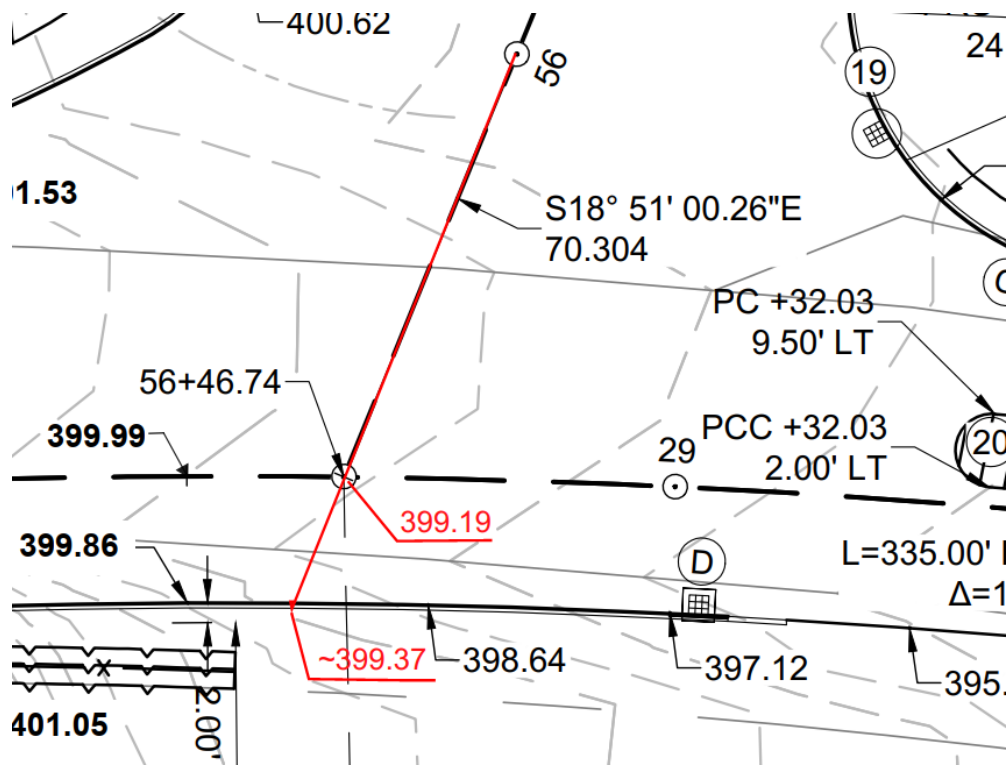 400.62
56
24
19
1.53
S18° 51' 00.26"E
70.304
PC +32.03
9.50' LT
56+46.74
399.99
PCC +32.03
2.00' LT
29
20
399.19
399.86
D
L=335.00'
Δ=1
~399.37
398.64
397.12
395.
401.05
2.00'